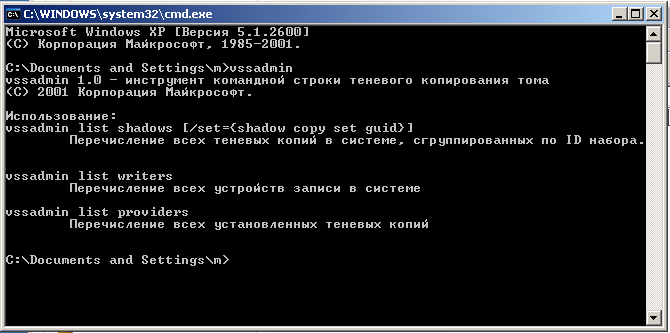 C:\WINDOWS\system32\cmd.exe
Microsoft Windows XP [Версия 5.1.2600]
(С) Корпорация Майкрософт, 1985-2001.
C:\Documents and Settings\m>vssadmin
vssadmin 1.0 - инструмент командной строки теневого копирования тома
(C) 2001 Корпорация Майкрософт.
Использование:
vssadmin list shadows [/set={shadow copy set guid}]
Перечисление всех теневых копий в системе, сгруппированных по ID набора.
vssadmin list writers
Перечисление всех устройств записи в системе
vssadmin list providers
Перечисление всех установленных теневых копий
C:\Documents and Settings\m>